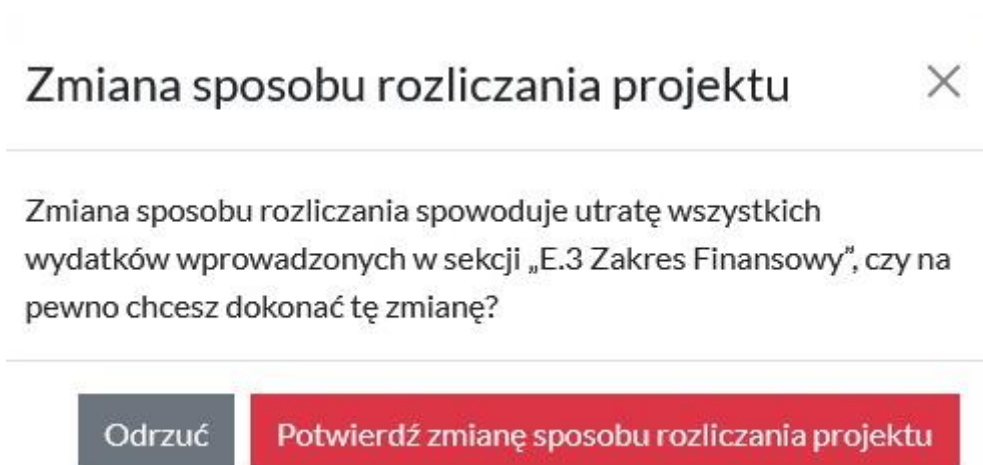 Zmiana sposobu rozliczania projektu
Zmiana sposobu rozliczania spowoduje utratę wszystkich
wydatków wprowadzonych w sekcji „E.3 Zakres Finansowy”, czy na
pewno chcesz dokonać tę zmianę?
Odrzuć
Potwierdź zmianę sposobu rozliczania projektu